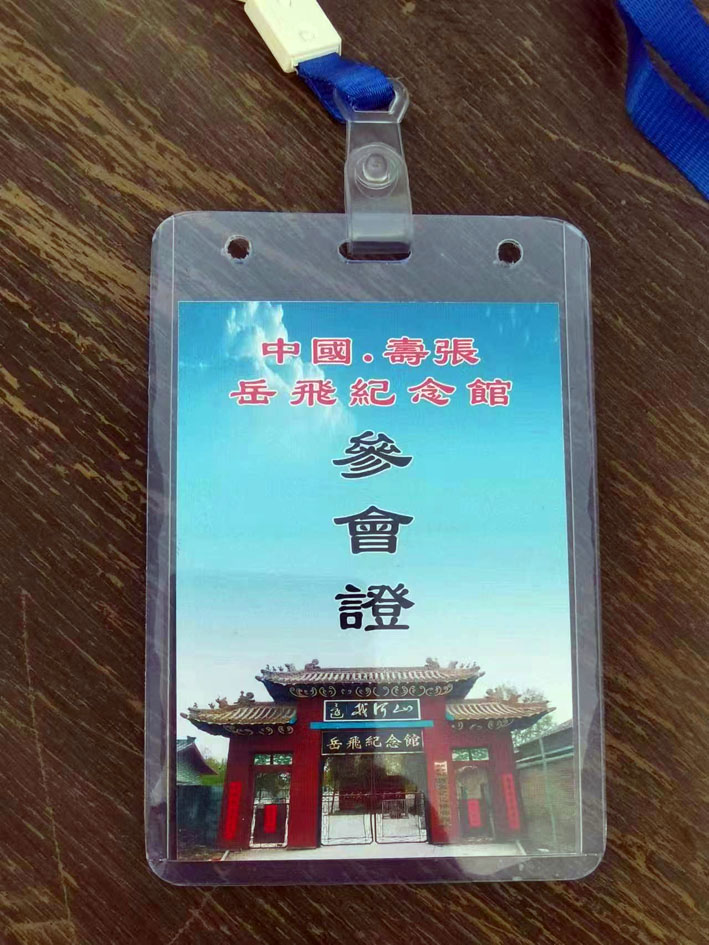 中國.壽張
岳飛紀念館
參
會
證
還我河山
岳飛紀念館